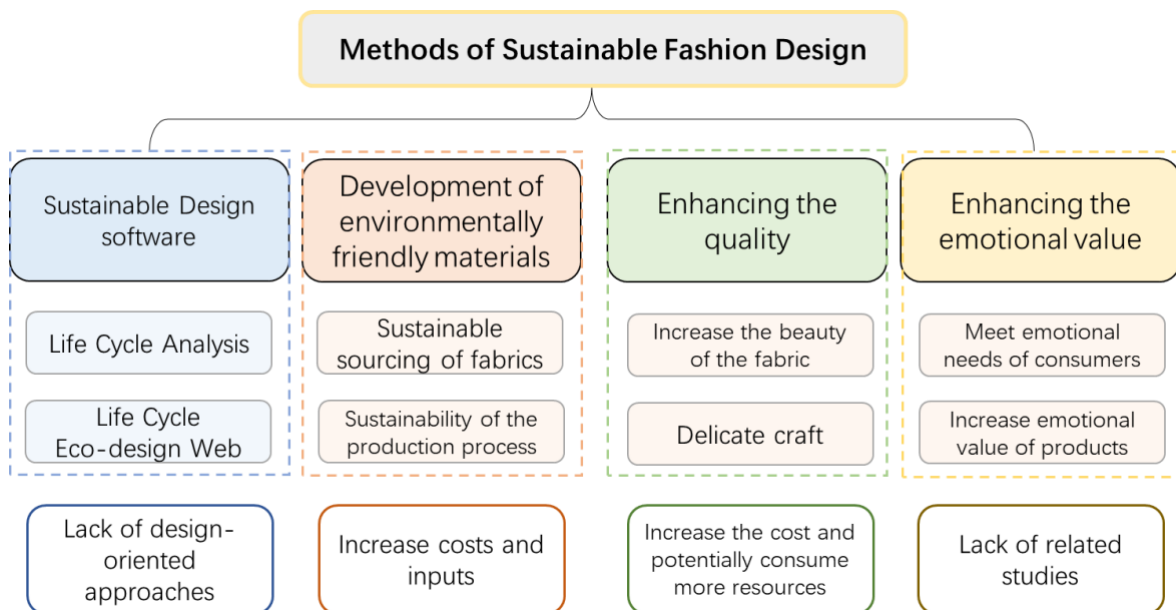 Methods of Sustainable Fashion Design
Sustainable Design
software
Development of
environmentally
friendly materials
Enhancing the
quality
Enhancing the
emotional value
Life Cycle Analysis
Sustainable
sourcing of fabrics
Increase the beauty
of the fabric
Meet emotional
needs of consumers
Life Cycle
Eco-design Web
Sustainability of the
production process
Delicate craft
Increase emotional
value of products
Lack of design-
oriented
approaches
Increase costs and
inputs
Increase the cost and
potentially consume
more resources
Lack of related
studies